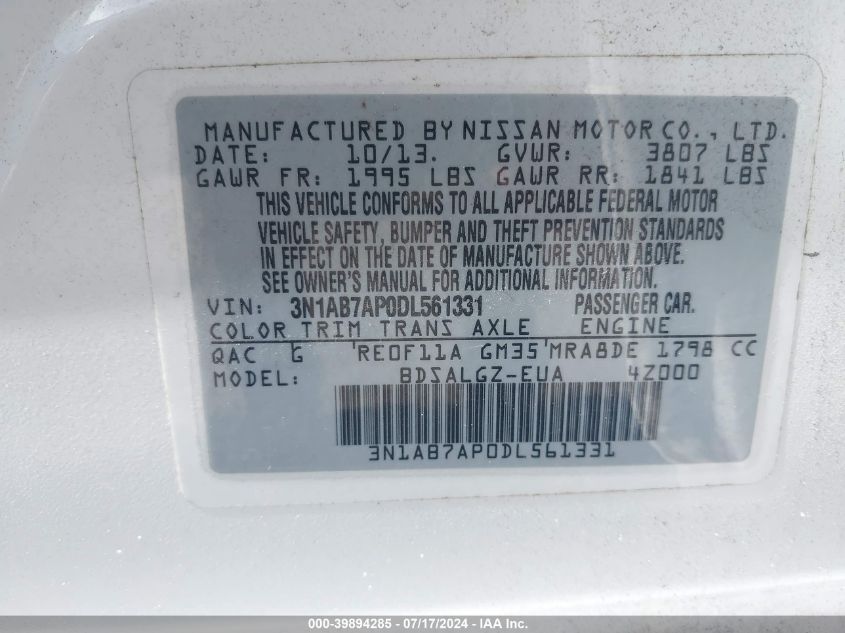 MANUFACTURED BY NISSAN MOTOR CO., LTD.
DATE: 10/13. GVWR: 3807 LBS
GAWR FR: 1995 LBS GAWR RR: 1841 LBS
THIS VEHICLE CONFORMS TO ALL APPLICABLE FEDERAL MOTOR
VEHICLE SAFETY, BUMPER AND THEFT PREVENTION STANDARDS
IN EFFECT ON THE DATE OF MANUFACTURE SHOWN ABOVE.
SEE OWNER'S MANUAL FOR ADDITIONAL INFORMATION.
VIN: 3N1AB7AP0DL561331 PASSENGER CAR.
COLOR TRIM TRANS AXLE ENGINE
QAC G RE0F11A GM35 MRA8DE 1798 CC
MODEL: BDSALGZ-EUA 4Z000
3N1AB7AP0DL561331
000-39894285 - 07/17/2024 - IAA Inc.